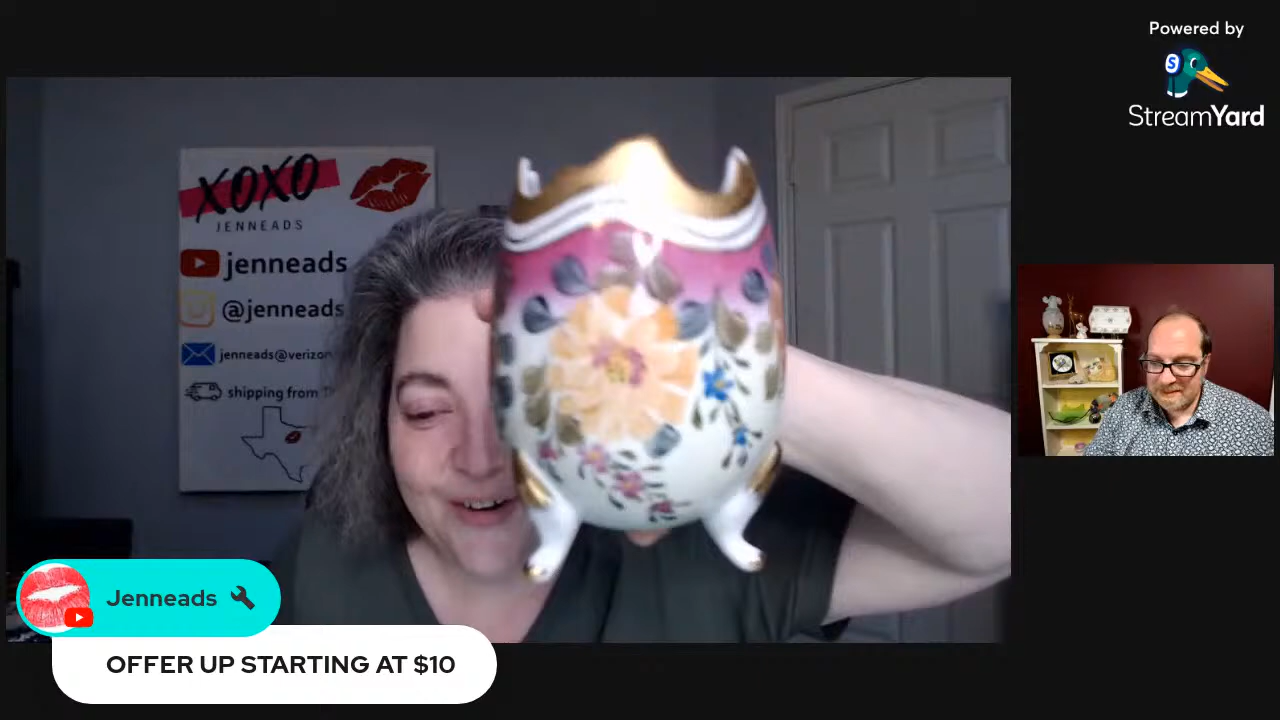 Powered by
StreamYard
XOXO
JENNEADS
jenneads
@jenneads
jenneads@verizon
shipping from
Jenneads
OFFER UP STARTING AT $10